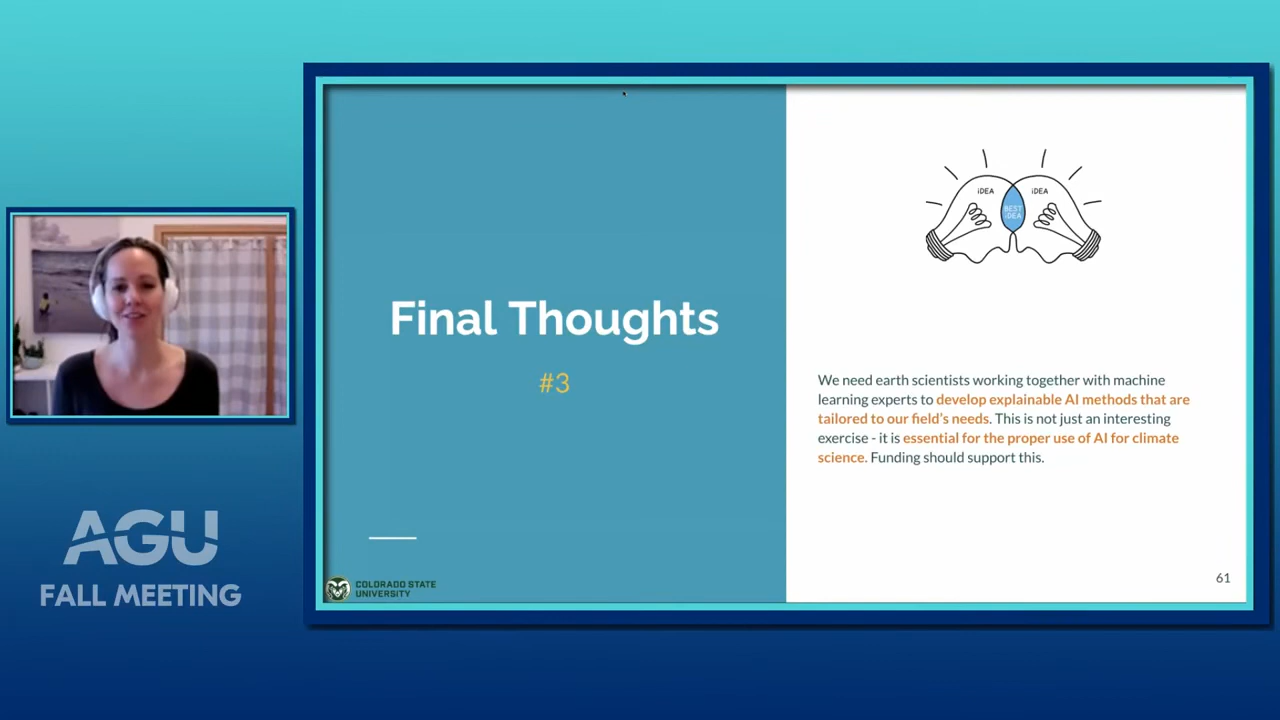 iDEA
iDEA
BEST
iDEA
Final Thoughts
#3
We need earth scientists working together with machine
learning experts to develop explainable AI methods that are
tailored to our field's needs. This is not just an interesting
exercise - it is essential for the proper use of AI for climate
science. Funding should support this.
AGU
FALL MEETING
COLORADO STATE
UNIVERSITY
61